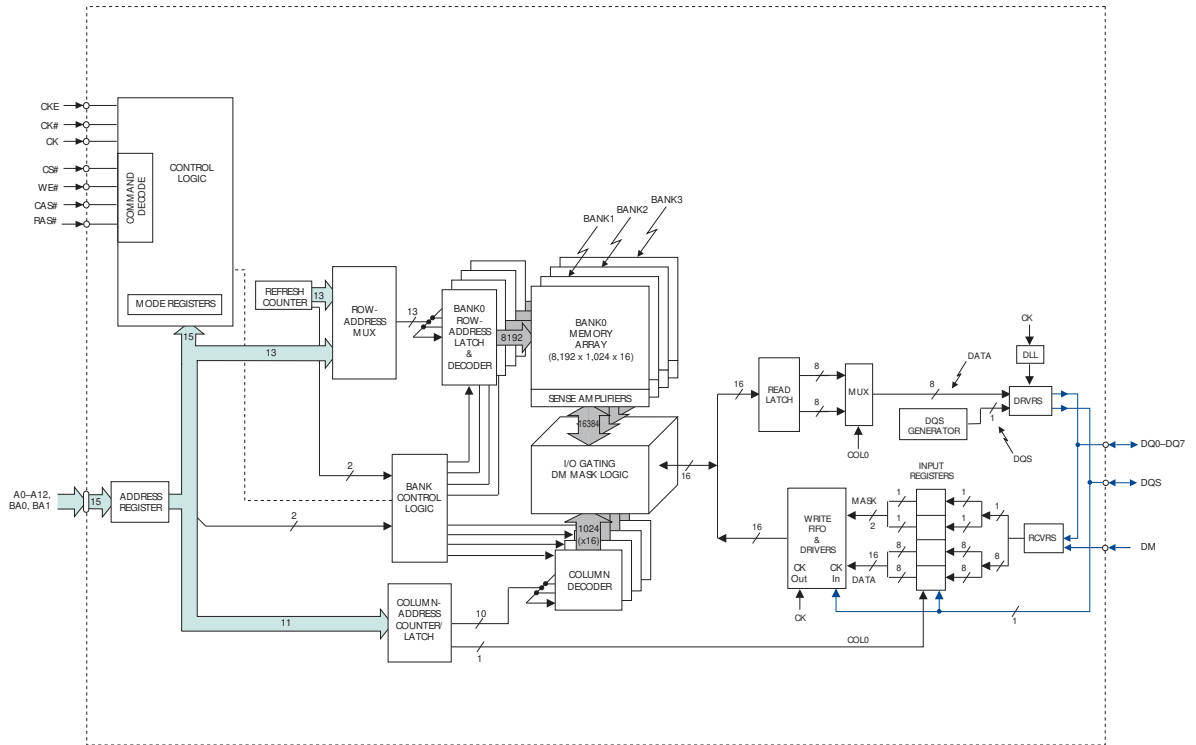 CKE
CK#
CK
CS#
WE#
CAS#
RAS#
COMMAND
DECODE
CONTROL
LOGIC
MODE REGISTERS
15
REFRESH
COUNTER
13
13
ROW-
ADDRESS
MUX
13
BANK0
ROW-
ADDRESS
LATCH
&
DECODER
8192
BANK1
BANK2
BANK3
BANK0
MEMORY
ARRAY
(8,192 x 1,024 x 16)
SENSE AMPLIFIERS
16384
I/O GATING
DM MASK LOGIC
16
2
2
BANK
CONTROL
LOGIC
A0–A12,
BA0, BA1
15
ADDRESS
REGISTER
1024
(x16)
COLUMN
DECODER
11
COLUMN-
ADDRESS
COUNTER/
LATCH
10
1
COL0
16
READ
LATCH
8
8
MUX
COL0
8
DATA
CK
DLL
DRVRS
DQS
GENERATOR
1
DQS
INPUT
REGISTERS
16
WRITE
FIFO
&
DRIVERS
CK
Out
CK
In
CK
MASK
2
16
DATA
1
1
8
8
1
1
8
8
1
8
RCVRS
1
DQ0–DQ7
DQS
DM